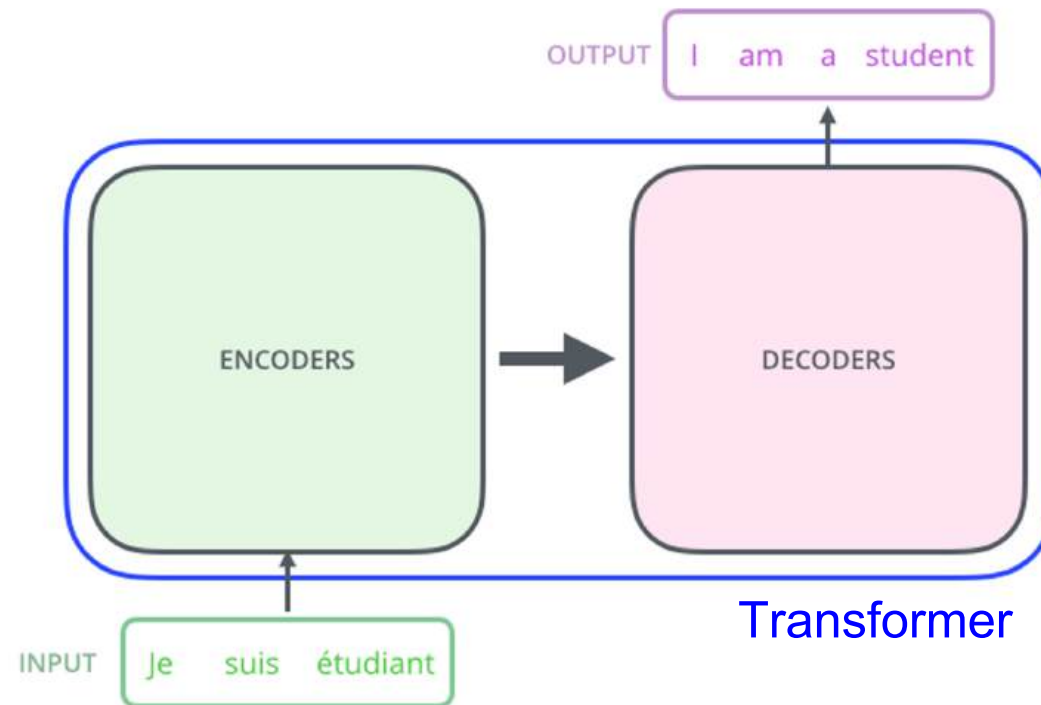 OUTPUT I am a student
ENCODERS DECODERS
Transformer
INPUT Je suis étudiant